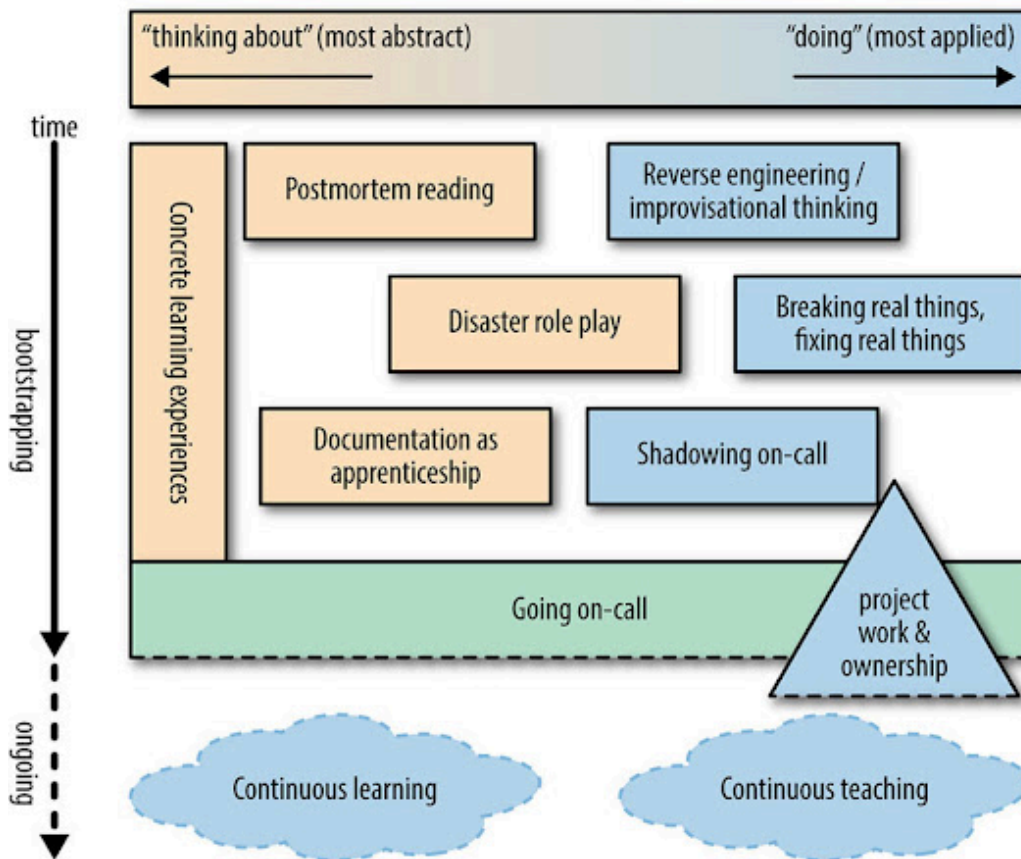 “thinking about” (most abstract)
“doing” (most applied)
time
bootstrapping
ongoing
Concrete learning experiences
Postmortem reading
Reverse engineering /
improvisational thinking
Disaster role play
Breaking real things,
fixing real things
Documentation as
apprenticeship
Shadowing on-call
Going on-call
project
work &
ownership
Continuous learning
Continuous teaching